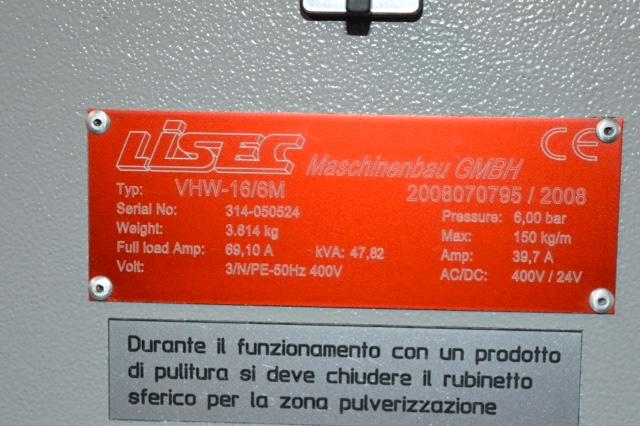 LISEC Maschinenbau GMBH CE
Typ: VHW-16/6M 2008070795 / 2008
Serial No: 314-050524 Pressure: 6,00 bar
Weight: 3.614 kg Max: 150 kg/m
Full load Amp: 69,10 A kVA: 47,82 Amp: 39,7 A
Volt: 3/N/PE-50Hz 400V AC/DC: 400V / 24V
Durante il funzionamento con un prodotto
di pulitura si deve chiudere il rubinetto
sferico per la zona pulverizzazione